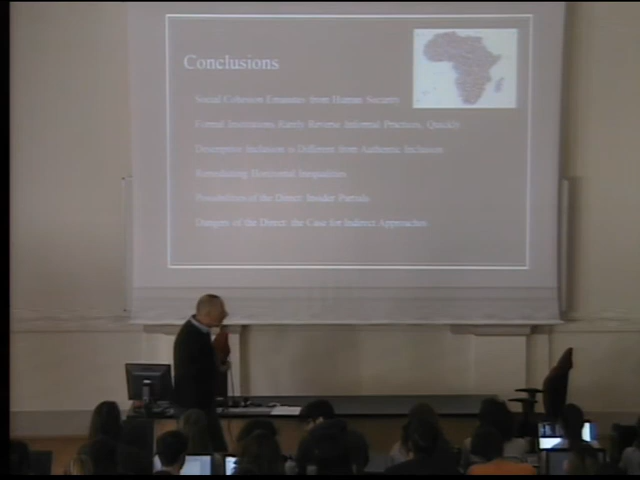 Conclusions
Social Cohesion Emanates from Human Security
Formal Institutions Rarely Reverse Informal Practices, Quickly
Descriptive Inclusion is Different from Authentic Inclusion
Remediating Horizontal Inequalities
Possibilities of the Direct: Insider Partials
Dangers of the Direct: the Case for Indirect Approaches